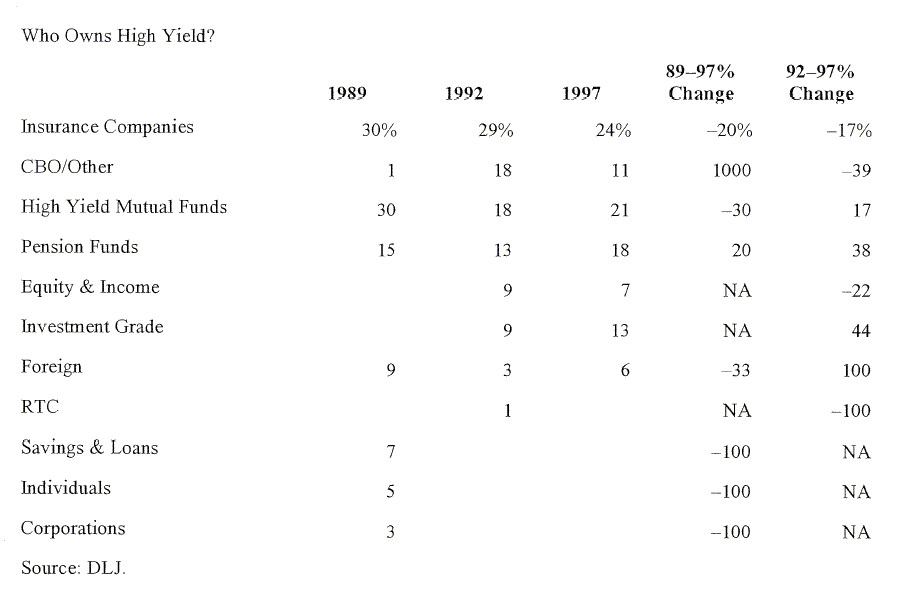 Who Owns High Yield?
89–97% 92–97%
1989 1992 1997 Change Change
Insurance Companies 30% 29% 24% –20% –17%
CBO/Other 1 18 11 1000 –39
High Yield Mutual Funds 30 18 21 –30 17
Pension Funds 15 13 18 20 38
Equity & Income 9 7 NA –22
Investment Grade 9 13 NA 44
Foreign 9 3 6 –33 100
RTC 1 NA –100
Savings & Loans 7 –100 NA
Individuals 5 –100 NA
Corporations 3 –100 NA
Source: DLJ.